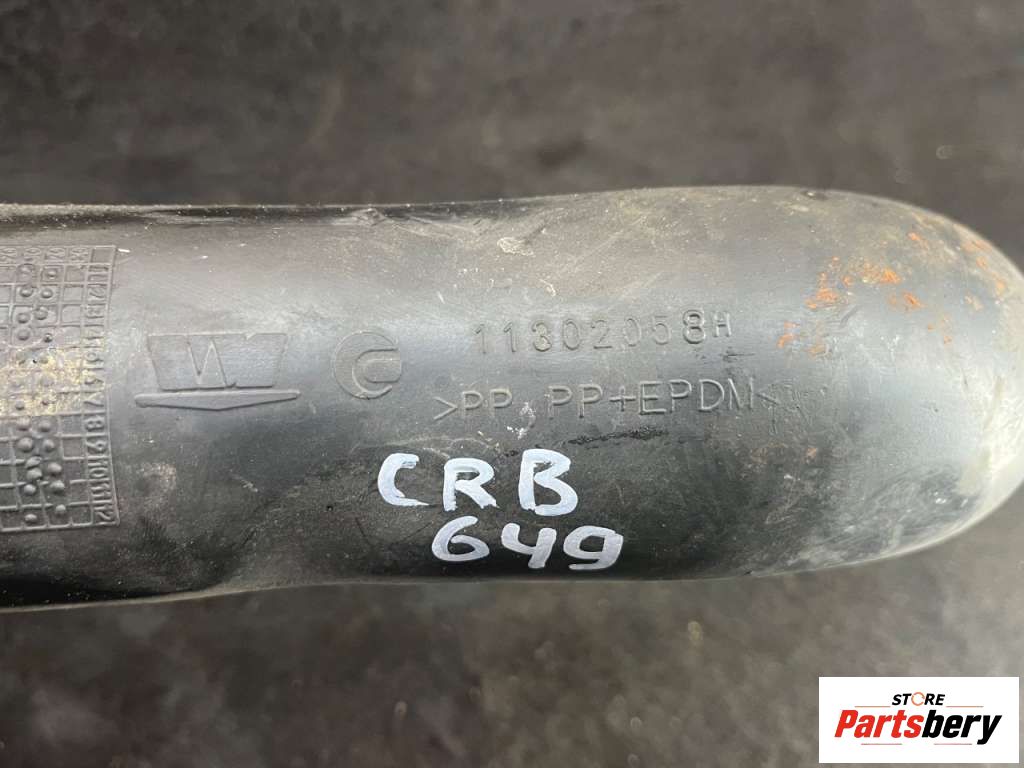 11302058H
>PP PP+EPDM<
CRB
649
STORE
Partsbery